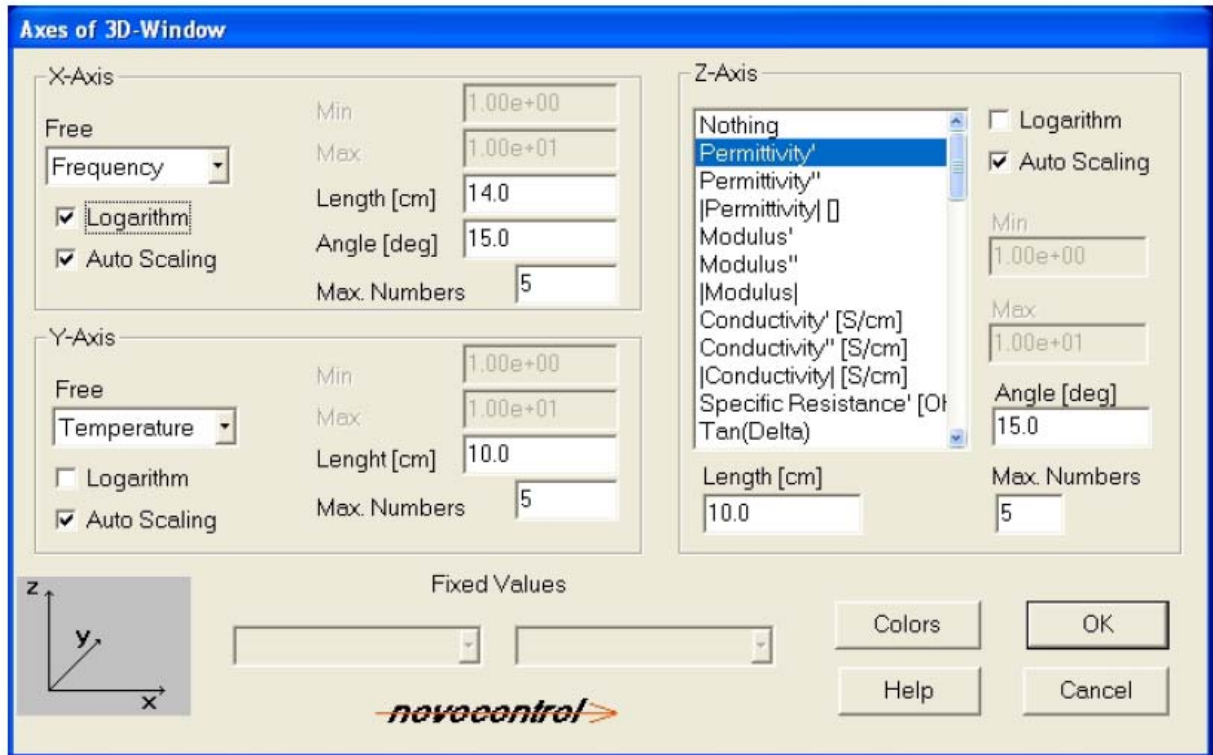 Axes of 3D-Window
X-Axis
Free
Frequency
Logarithm
Auto Scaling
Min 1.00e+00
Max 1.00e+01
Length [cm] 14.0
Angle [deg] 15.0
Max. Numbers 5
Y-Axis
Free
Temperature
Logarithm
Auto Scaling
Min 1.00e+00
Max 1.00e+01
Lenght [cm] 10.0
Max. Numbers 5
Z-Axis
Nothing
Permittivity'
Permittivity''
|Permittivity| []
Modulus'
Modulus''
|Modulus|
Conductivity' [S/cm]
Conductivity'' [S/cm]
|Conductivity| [S/cm]
Specific Resistance' [Oh
Tan(Delta)
Logarithm
Auto Scaling
Min
1.00e+00
Max
1.00e+01
Angle [deg]
15.0
Length [cm]
10.0
Max. Numbers
5
z
y
x
Fixed Values
novocontrol
Colors
OK
Help
Cancel